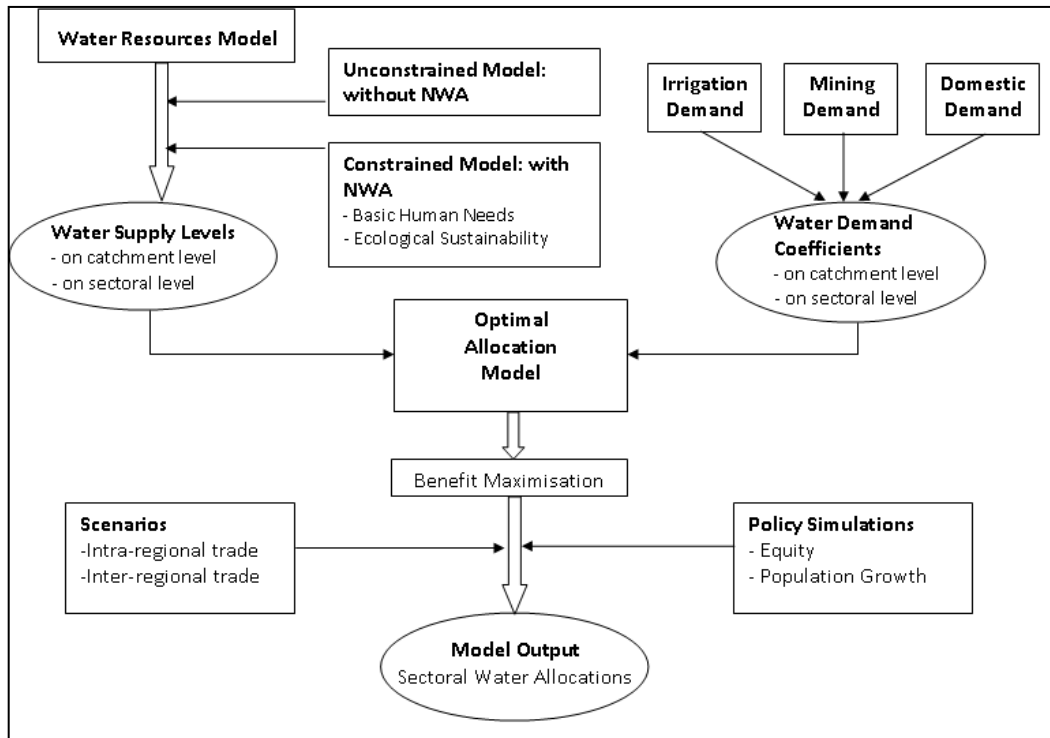 Water Resources Model
Unconstrained Model:
without NWA
Constrained Model: with
NWA
- Basic Human Needs
- Ecological Sustainability
Water Supply Levels
- on catchment level
- on sectoral level
Irrigation
Demand
Mining
Demand
Domestic
Demand
Water Demand
Coefficients
- on catchment level
- on sectoral level
Optimal
Allocation
Model
Benefit Maximisation
Scenarios
-Intra-regional trade
-Inter-regional trade
Policy Simulations
- Equity
- Population Growth
Model Output
Sectoral Water Allocations